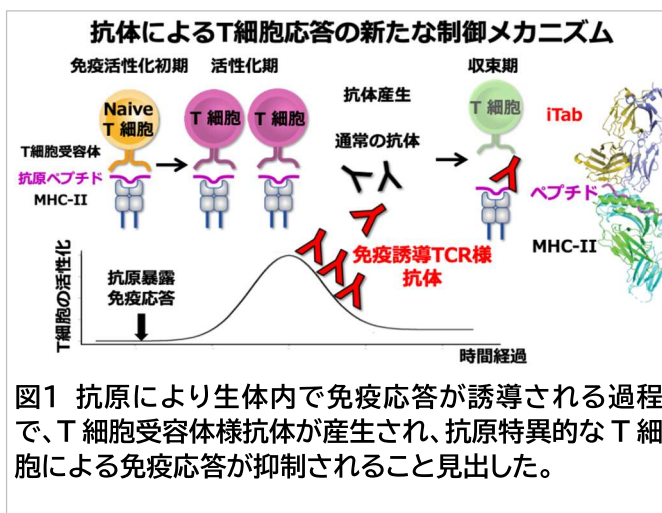 抗体によるT細胞応答の新たな制御メカニズム
免疫活性化初期
活性化期
収束期
抗体産生
Naive
T 細胞
T 細胞
T 細胞
T 細胞
iTab
通常の抗体
T細胞受容体
抗原ペプチド
MHC-II
ペプチド
MHC-II
免疫誘導TCR様
抗体
抗原暴露
免疫応答
T細胞の活性化
時間経過
図1 抗原により生体内で免疫応答が誘導される過程
で、T 細胞受容体様抗体が産生され、抗原特異的な T 細
胞による免疫応答が抑制されること見出した。